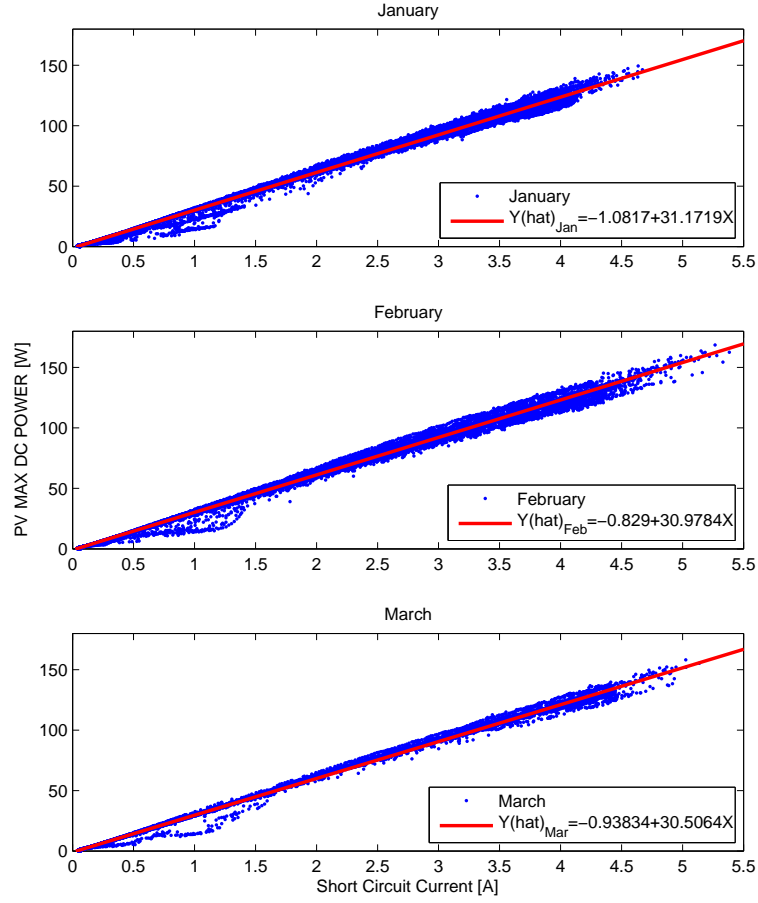 January
150
100
50
0
0 0.5 1 1.5 2 2.5 3 3.5 4 4.5 5 5.5
January
Y(hat)Jan=−1.0817+31.1719X
February
PV MAX DC POWER [W]
150
100
50
0
0 0.5 1 1.5 2 2.5 3 3.5 4 4.5 5 5.5
February
Y(hat)Feb=−0.829+30.9784X
March
150
100
50
0
0 0.5 1 1.5 2 2.5 3 3.5 4 4.5 5 5.5
March
Y(hat)Mar=−0.93834+30.5064X
Short Circuit Current [A]